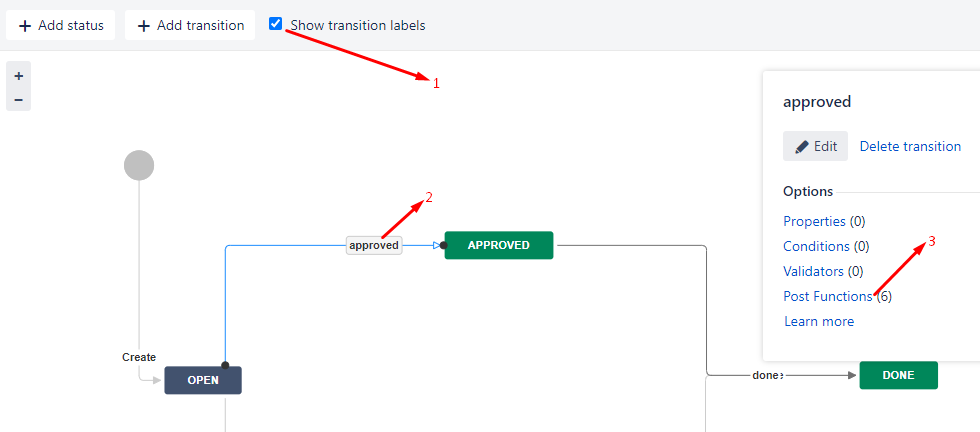 + Add status
+ Add transition
Show transition labels
1
+
−
approved
Edit
Delete transition
Options
Properties (0)
Conditions (0)
Validators (0)
Post Functions (6)
Learn more
2
3
approved
APPROVED
Create
OPEN
done
DONE